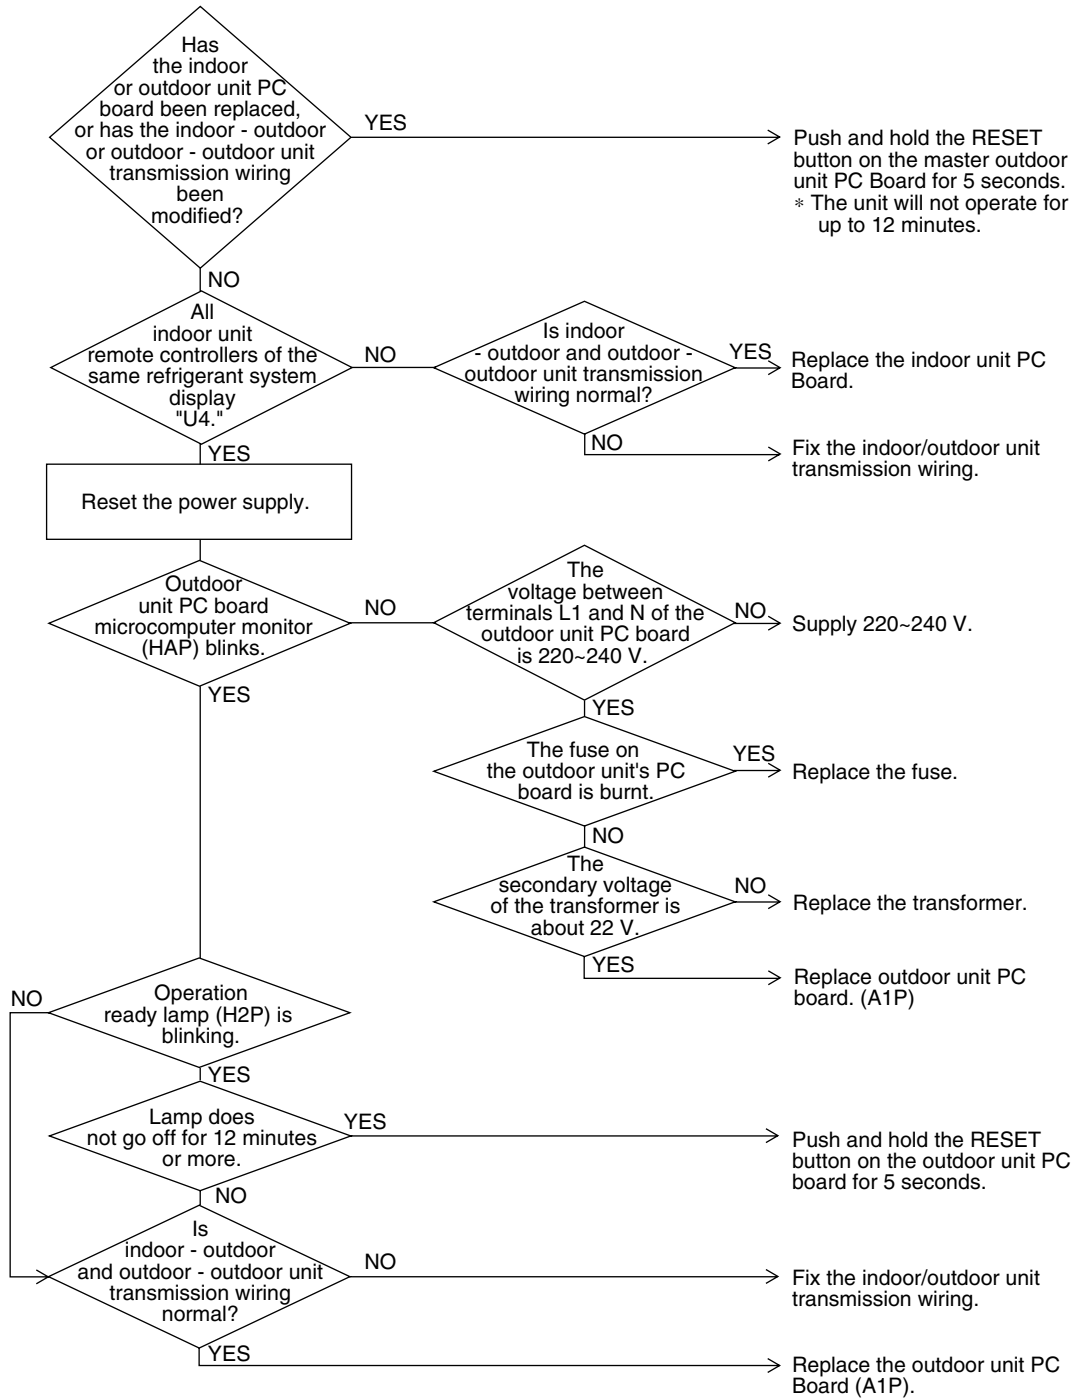 Has
the indoor
or outdoor unit PC
board been replaced,
or has the indoor - outdoor
or outdoor - outdoor unit
transmission wiring
been
modified?
YES
Push and hold the RESET
button on the master outdoor
unit PC Board for 5 seconds.
* The unit will not operate for
up to 12 minutes.
NO
All
indoor unit
remote controllers of the
same refrigerant system
display
"U4."
NO
Is indoor
- outdoor and outdoor -
outdoor unit transmission
wiring normal?
YES
Replace the indoor unit PC
Board.
NO
Fix the indoor/outdoor unit
transmission wiring.
YES
Reset the power supply.
Outdoor
unit PC board
microcomputer monitor
(HAP) blinks.
NO
The
voltage between
terminals L1 and N of the
outdoor unit PC board
is 220~240 V.
NO
Supply 220~240 V.
YES
YES
The fuse on
the outdoor unit's PC
board is burnt.
YES
Replace the fuse.
NO
The
secondary voltage
of the transformer is
about 22 V.
NO
Replace the transformer.
YES
Replace outdoor unit PC
board. (A1P)
NO
Operation
ready lamp (H2P) is
blinking.
YES
Lamp does
not go off for 12 minutes
or more.
YES
Push and hold the RESET
button on the outdoor unit PC
board for 5 seconds.
NO
Is
indoor - outdoor
and outdoor - outdoor unit
transmission wiring
normal?
NO
Fix the indoor/outdoor unit
transmission wiring.
YES
Replace the outdoor unit PC
Board (A1P).